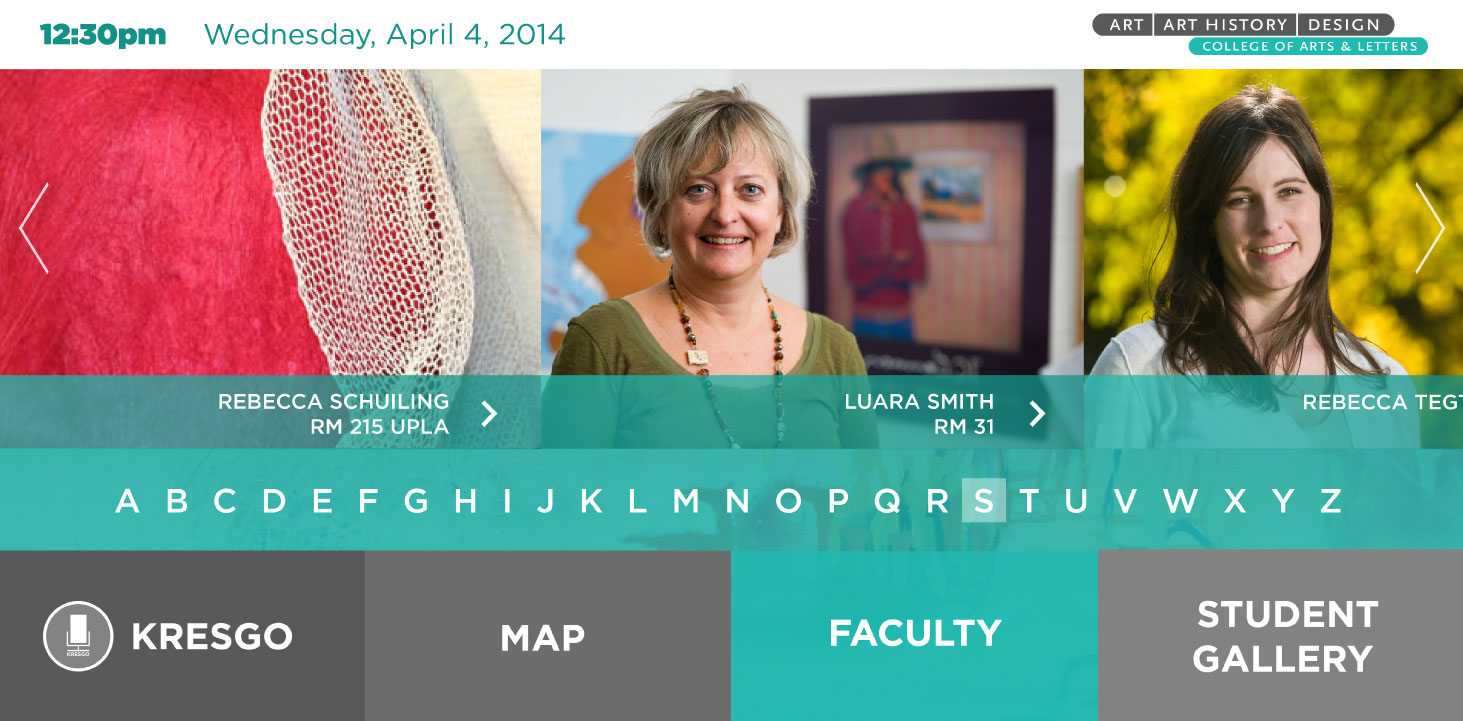 12:30pm Wednesday, April 4, 2014
ART ART HISTORY DESIGN
COLLEGE OF ARTS & LETTERS
REBECCA SCHUILING
RM 215 UPLA
LUARA SMITH
RM 31
REBECCA TEGT
A B C D E F G H I J K L M N O P Q R S T U V W X Y Z
KRESGO
KRESGO
MAP
FACULTY
STUDENT
GALLERY